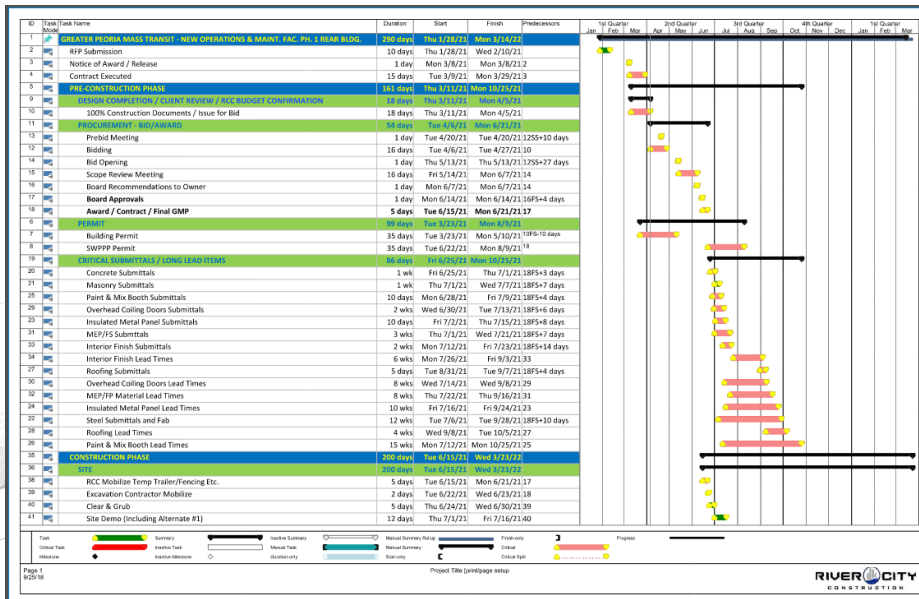 ID Task Mode Task Name Duration Start Finish Predecessors 1st Quarter 2nd Quarter 3rd Quarter 4th Quarter 1st Quarter
Jan Feb Mar Apr May Jun Jul Aug Sep Oct Nov Dec Jan Feb Mar
1 GREATER PEORIA MASS TRANSIT - NEW OPERATIONS & MAINT. FAC. PH. 1 REAR BLDG. 290 days Thu 1/28/21 Mon 3/14/22
2 RFP Submission 10 days Thu 1/28/21 Wed 2/10/21
3 Notice of Award / Release 1 day Mon 3/8/21 Mon 3/8/21 2
4 Contract Executed 15 days Tue 3/9/21 Mon 3/29/21 3
5 PRE-CONSTRUCTION PHASE 161 days Thu 3/11/21 Mon 10/25/21
9 DESIGN COMPLETION / CLIENT REVIEW / RCC BUDGET CONFIRMATION 18 days Thu 3/11/21 Mon 4/5/21
10 100% Construction Documents / Issue for Bid 18 days Thu 3/11/21 Mon 4/5/21
11 PROCUREMENT - BID/AWARD 54 days Tue 4/6/21 Mon 6/21/21
13 Prebid Meeting 1 day Tue 4/20/21 Tue 4/20/21 12SS+10 days
12 Bidding 16 days Tue 4/6/21 Tue 4/27/21 10
14 Bid Opening 1 day Thu 5/13/21 Thu 5/13/21 12SS+27 days
15 Scope Review Meeting 16 days Fri 5/14/21 Mon 6/7/21 14
16 Board Recommendations to Owner 1 day Mon 6/7/21 Mon 6/7/21 14
17 Board Approvals 1 day Mon 6/14/21 Mon 6/14/21 16FS+4 days
18 Award / Contract / Final GMP 5 days Tue 6/15/21 Mon 6/21/21 17
6 PERMIT 99 days Tue 3/23/21 Mon 8/9/21
7 Building Permit 35 days Tue 3/23/21 Mon 5/10/21 10FS-10 days
8 SWPPP Permit 35 days Tue 6/22/21 Mon 8/9/21 18
19 CRITICAL SUBMITTALS / LONG LEAD ITEMS 86 days Fri 6/25/21 Mon 10/25/21
20 Concrete Submittals 1 wk Fri 6/25/21 Thu 7/1/21 18FS+3 days
21 Masonry Submittals 1 wk Thu 7/1/21 Wed 7/7/21 18FS+7 days
25 Paint & Mix Booth Submittals 10 days Mon 6/28/21 Fri 7/9/21 18FS+4 days
29 Overhead Coiling Doors Submittals 2 wks Wed 6/30/21 Tue 7/13/21 18FS+6 days
23 Insulated Metal Panel Submittals 10 days Fri 7/2/21 Thu 7/15/21 18FS+8 days
31 MEP/FS Submttals 3 wks Thu 7/1/21 Wed 7/21/21 18FS+7 days
33 Interior Finish Submittals 2 wks Mon 7/12/21 Fri 7/23/21 18FS+14 days
34 Interior Finish Lead Times 6 wks Mon 7/26/21 Fri 9/3/21 33
27 Roofing Submittals 5 days Tue 8/31/21 Tue 9/7/21 18FS+4 days
30 Overhead Coiling Doors Lead Times 8 wks Wed 7/14/21 Wed 9/8/21 29
32 MEP/FP Material Lead Times 8 wks Thu 7/22/21 Thu 9/16/21 31
24 Insulated Metal Panel Lead Times 10 wks Fri 7/16/21 Fri 9/24/21 23
22 Steel Submittals and Fab 12 wks Tue 7/6/21 Tue 9/28/21 18FS+10 days
28 Roofing Lead Times 4 wks Wed 9/8/21 Tue 10/5/21 27
26 Paint & Mix Booth Lead Times 15 wks Mon 7/12/21 Mon 10/25/21 25
35 CONSTRUCTION PHASE 200 days Tue 6/15/21 Wed 3/23/22
36 SITE 200 days Tue 6/15/21 Wed 3/23/22
38 RCC Mobilize Temp Trailer/Fencing Etc. 5 days Tue 6/15/21 Mon 6/21/21 17
39 Excavation Contractor Mobilize 2 days Tue 6/22/21 Wed 6/23/21 18
40 Clear & Grub 5 days Thu 6/24/21 Wed 6/30/21 39
41 Site Demo (Including Alternate #1) 12 days Thu 7/1/21 Fri 7/16/21 40
Task Summary Inactive Summary Manual Summary Rollup Finish-only Progress
Critical Task Inactive Task Manual Task Manual Summary Critical
Milestone Inactive Milestone Duration-only Start-only Critical Split
Page 1
9/25/18
Project Title [print/page setup
RIVER CITY
CONSTRUCTION